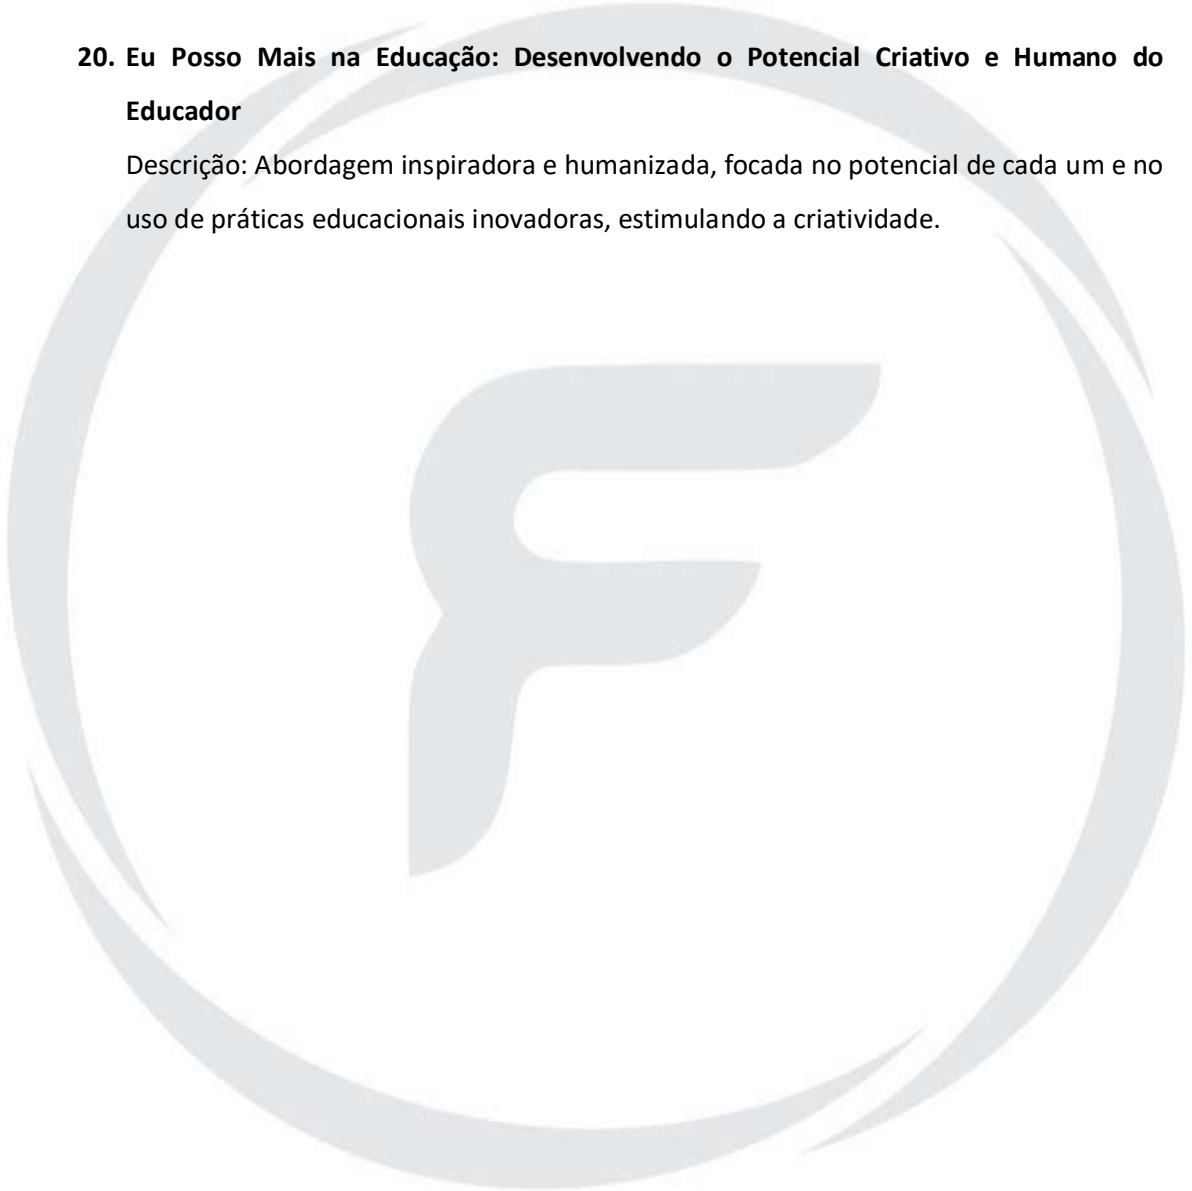 20. Eu Posso Mais na Educação: Desenvolvendo o Potencial Criativo e Humano do
Educador
Descrição: Abordagem inspiradora e humanizada, focada no potencial de cada um e no
uso de práticas educacionais inovadoras, estimulando a criatividade.